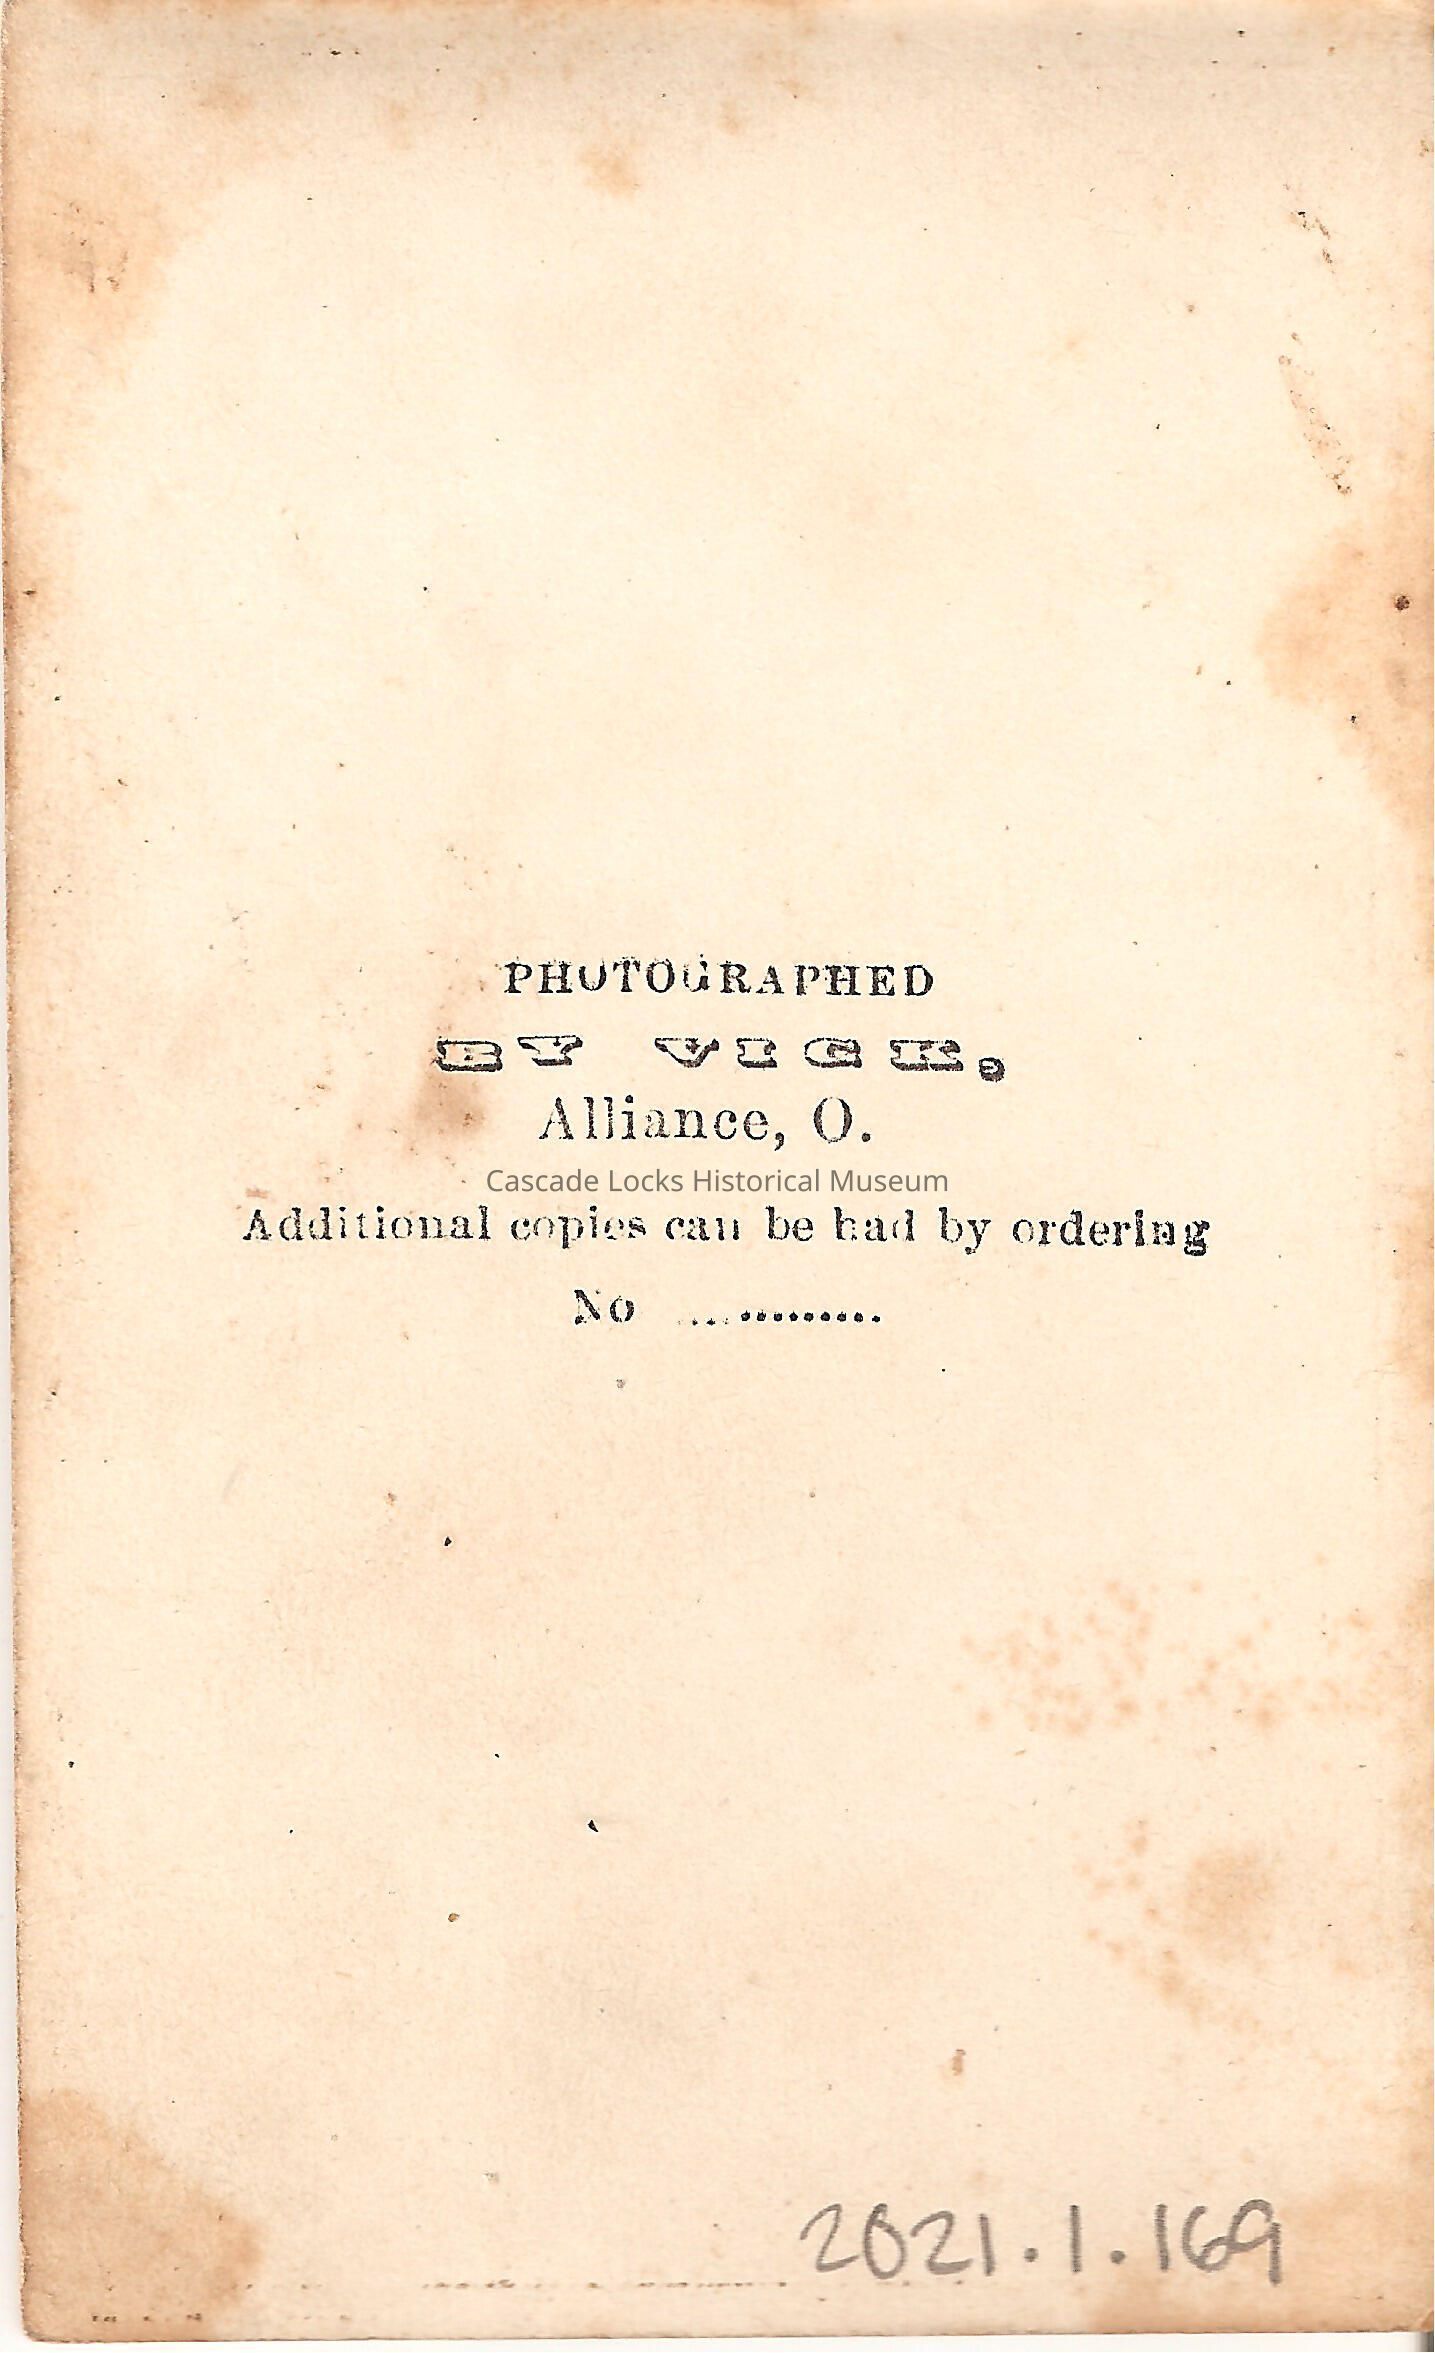 PHOTOGRAPHED
BY VICK,
Alliance, O.
Cascade Locks Historical Museum
Additional copies can be had by ordering
No .............
2021.1.169